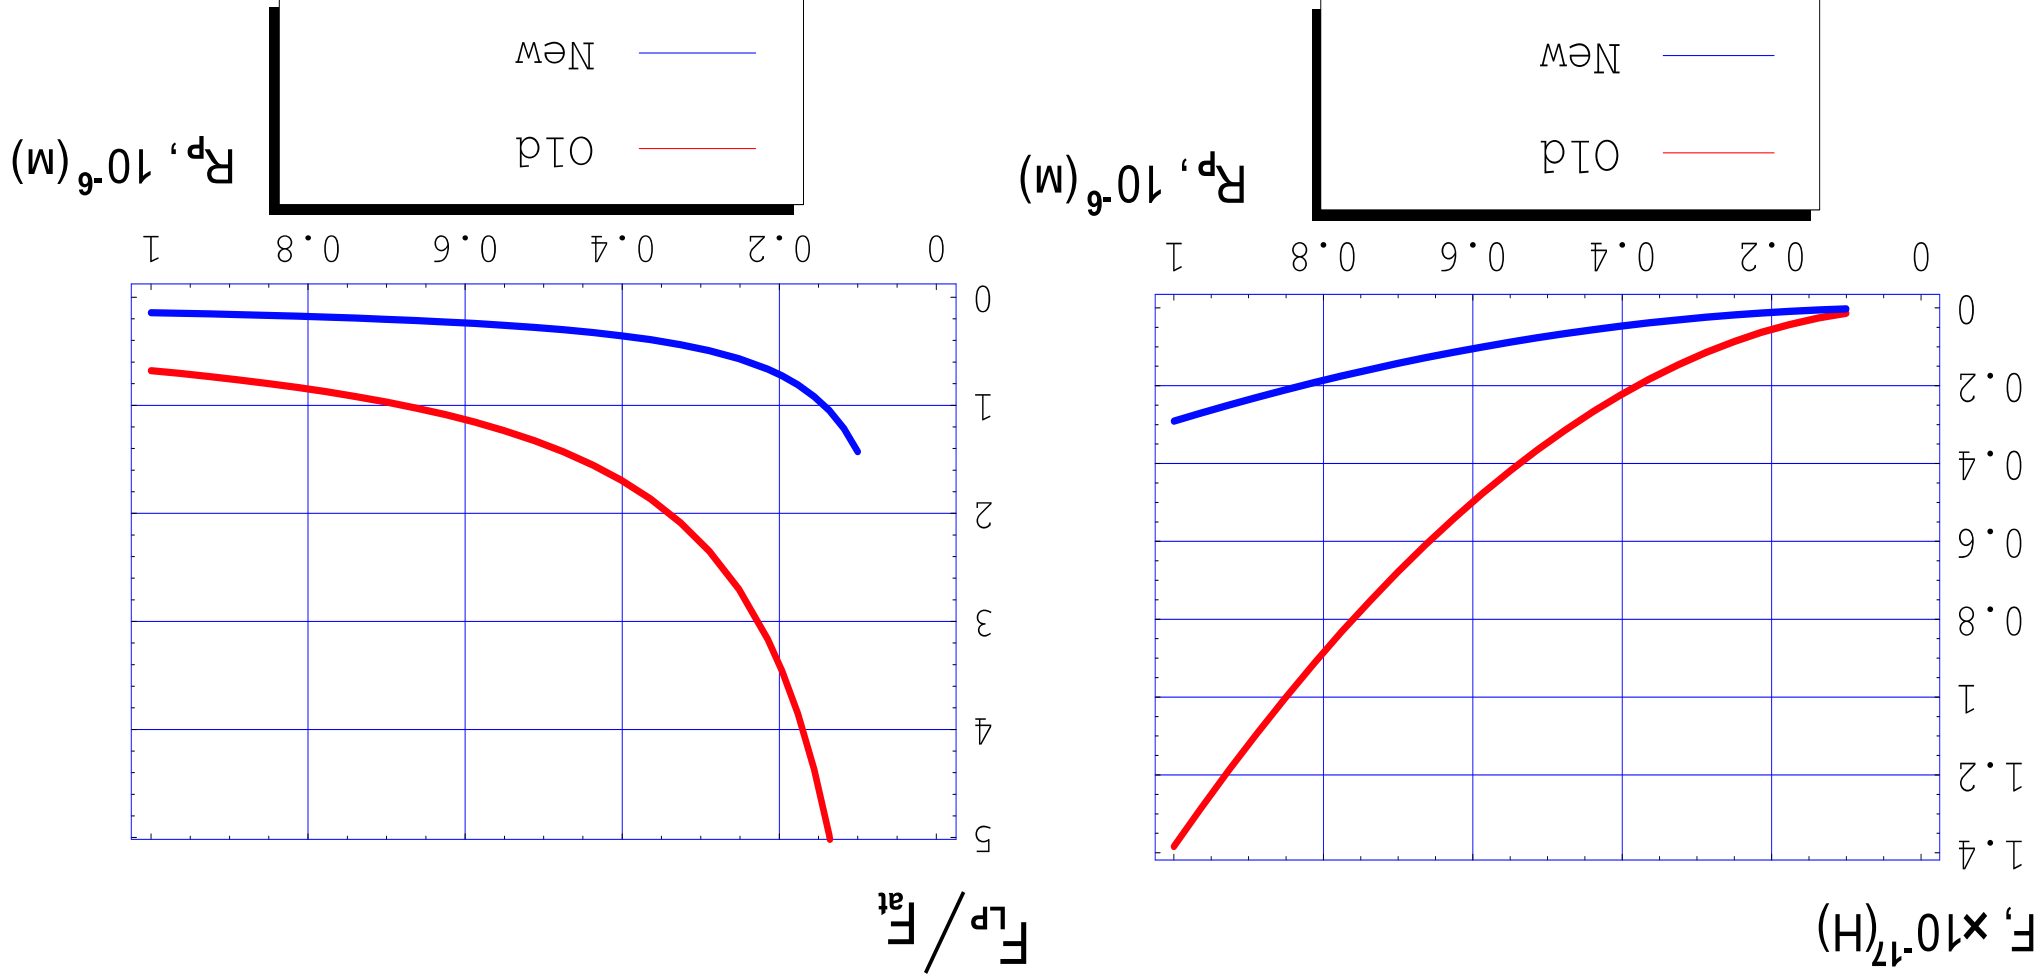 F, ×10⁻¹⁷(H)
1.4
1.2
1
0.8
0.6
0.4
0.2
0
0 0.2 0.4 0.6 0.8 1
R_P, 10⁻⁶(M)
Old
New
F_LP/F_at
5
4
3
2
1
0
0 0.2 0.4 0.6 0.8 1
R_P, 10⁻⁶(M)
Old
New